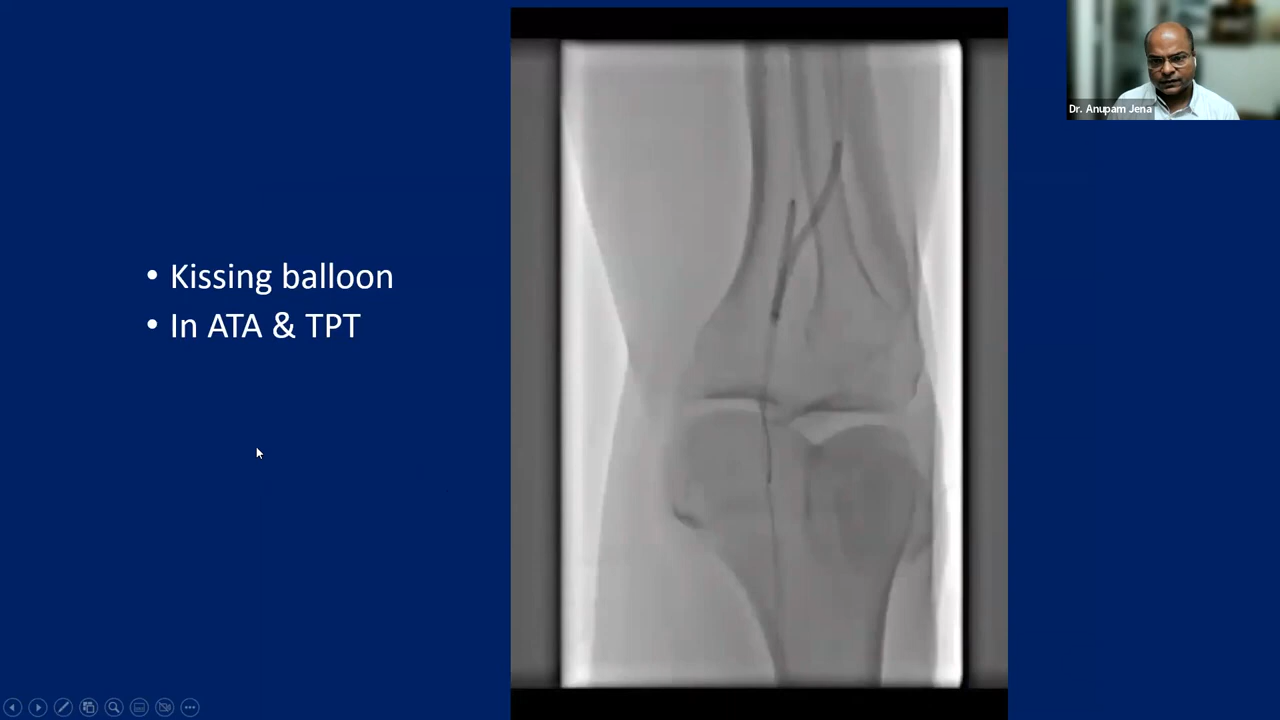 • Kissing balloon
• In ATA & TPT
Dr. Anupam Jena